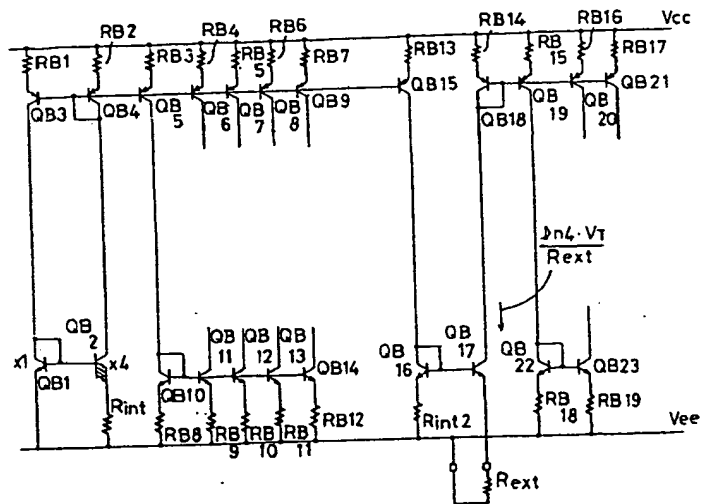 Vcc
RB1
RB2
RB3
RB4
RB
5
RB6
RB7
RB13
RB14
RB
15
RB16
RB17
QB3
QB4
QB
5
QB
6
QB
7
QB
8
QB9
QB15
QB18
QB
19
QB
20
QB21
ln4·VT
Rext
x1
QB1
QB
2
x4
Rint
QB10
QB
11
QB
12
QB
13
QB14
RB8
RB
9
RB
10
RB
11
RB12
QB
16
QB
17
Rint2
QB
22
QB23
RB
18
RB19
Vee
Rext